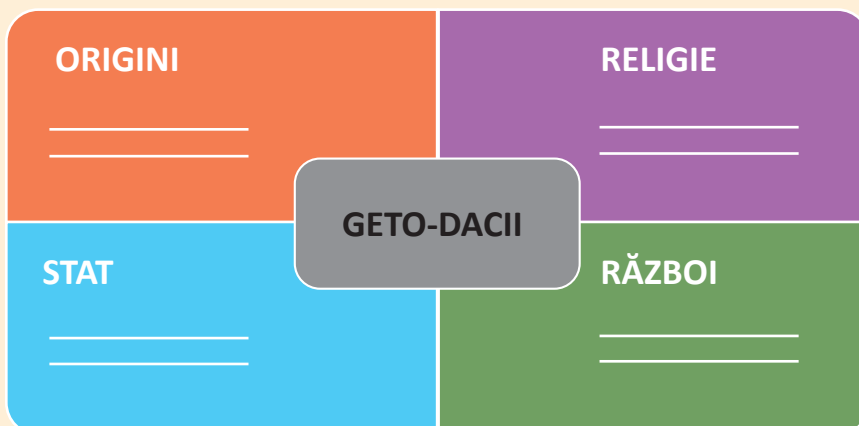 ORIGINI
RELIGIE
GETO-DACII
STAT
RĂZBOI